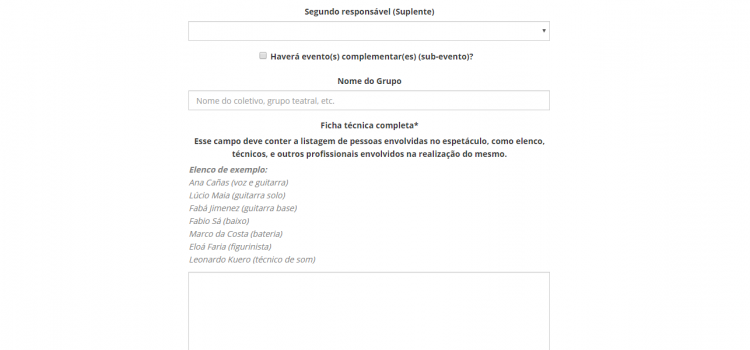 Segundo responsável (Suplente)
Haverá evento(s) complementar(es) (sub-evento)?
Nome do Grupo
Nome do coletivo, grupo teatral, etc.
Ficha técnica completa*
Esse campo deve conter a listagem de pessoas envolvidas no espetáculo, como elenco,
técnicos, e outros profissionais envolvidos na realização do mesmo.
Elenco de exemplo:
Ana Cañas (voz e guitarra)
Lúcio Maia (guitarra solo)
Fabá Jimenez (guitarra base)
Fabio Sá (baixo)
Marco da Costa (bateria)
Eloá Faria (figurinista)
Leonardo Kuero (técnico de som)